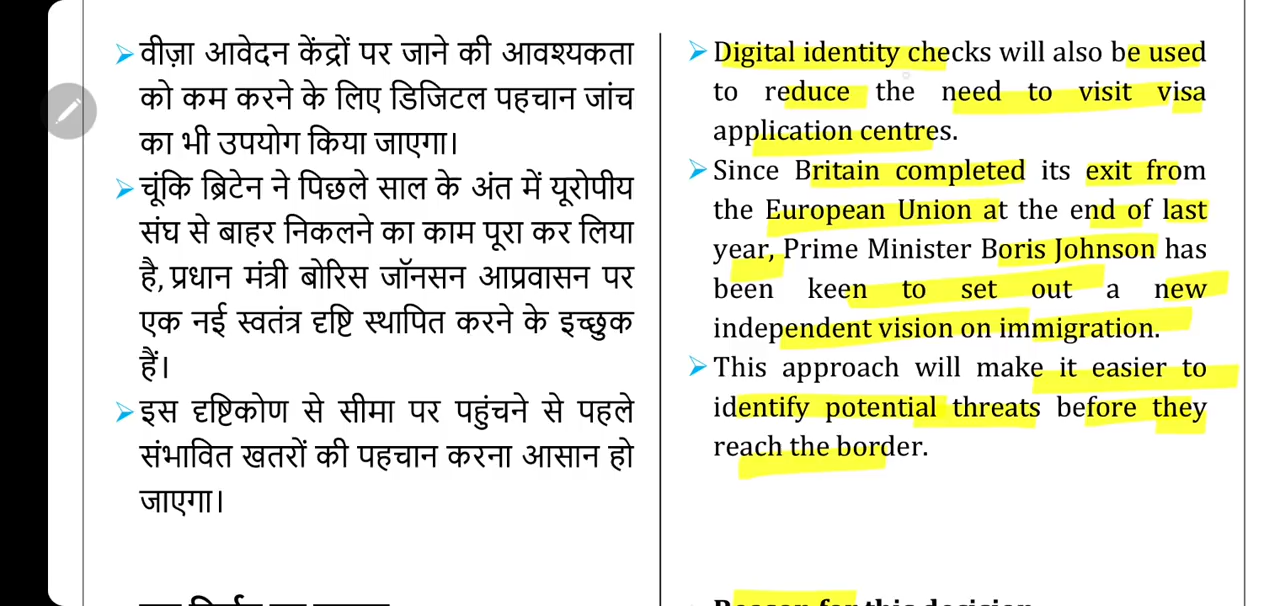 ➤ वीज़ा आवेदन केंद्रों पर जाने की आवश्यकता
को कम करने के लिए डिजिटल पहचान जांच
का भी उपयोग किया जाएगा।
➤ चूंकि ब्रिटेन ने पिछले साल के अंत में यूरोपीय
संघ से बाहर निकलने का काम पूरा कर लिया
है, प्रधान मंत्री बोरिस जॉनसन आप्रवासन पर
एक नई स्वतंत्र दृष्टि स्थापित करने के इच्छुक
हैं।
➤ इस दृष्टिकोण से सीमा पर पहुंचने से पहले
संभावित खतरों की पहचान करना आसान हो
जाएगा।
➤ Digital identity checks will also be used
to reduce the need to visit visa
application centres.
➤ Since Britain completed its exit from
the European Union at the end of last
year, Prime Minister Boris Johnson has
been keen to set out a new
independent vision on immigration.
➤ This approach will make it easier to
identify potential threats before they
reach the border.
Reason for this decision